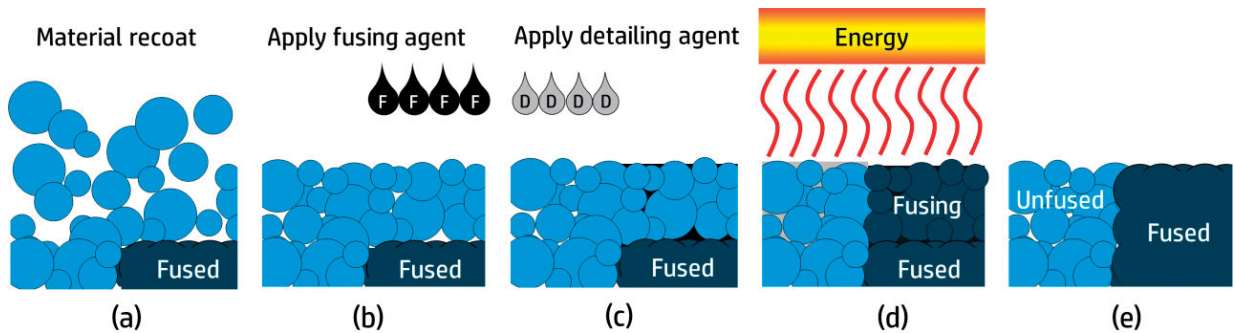 Material recoat
Apply fusing agent
Apply detailing agent
Energy
F F F F
D D D D
Fusing
Unfused
Fused
Fused
Fused
Fused
Fused
(a)
(b)
(c)
(d)
(e)